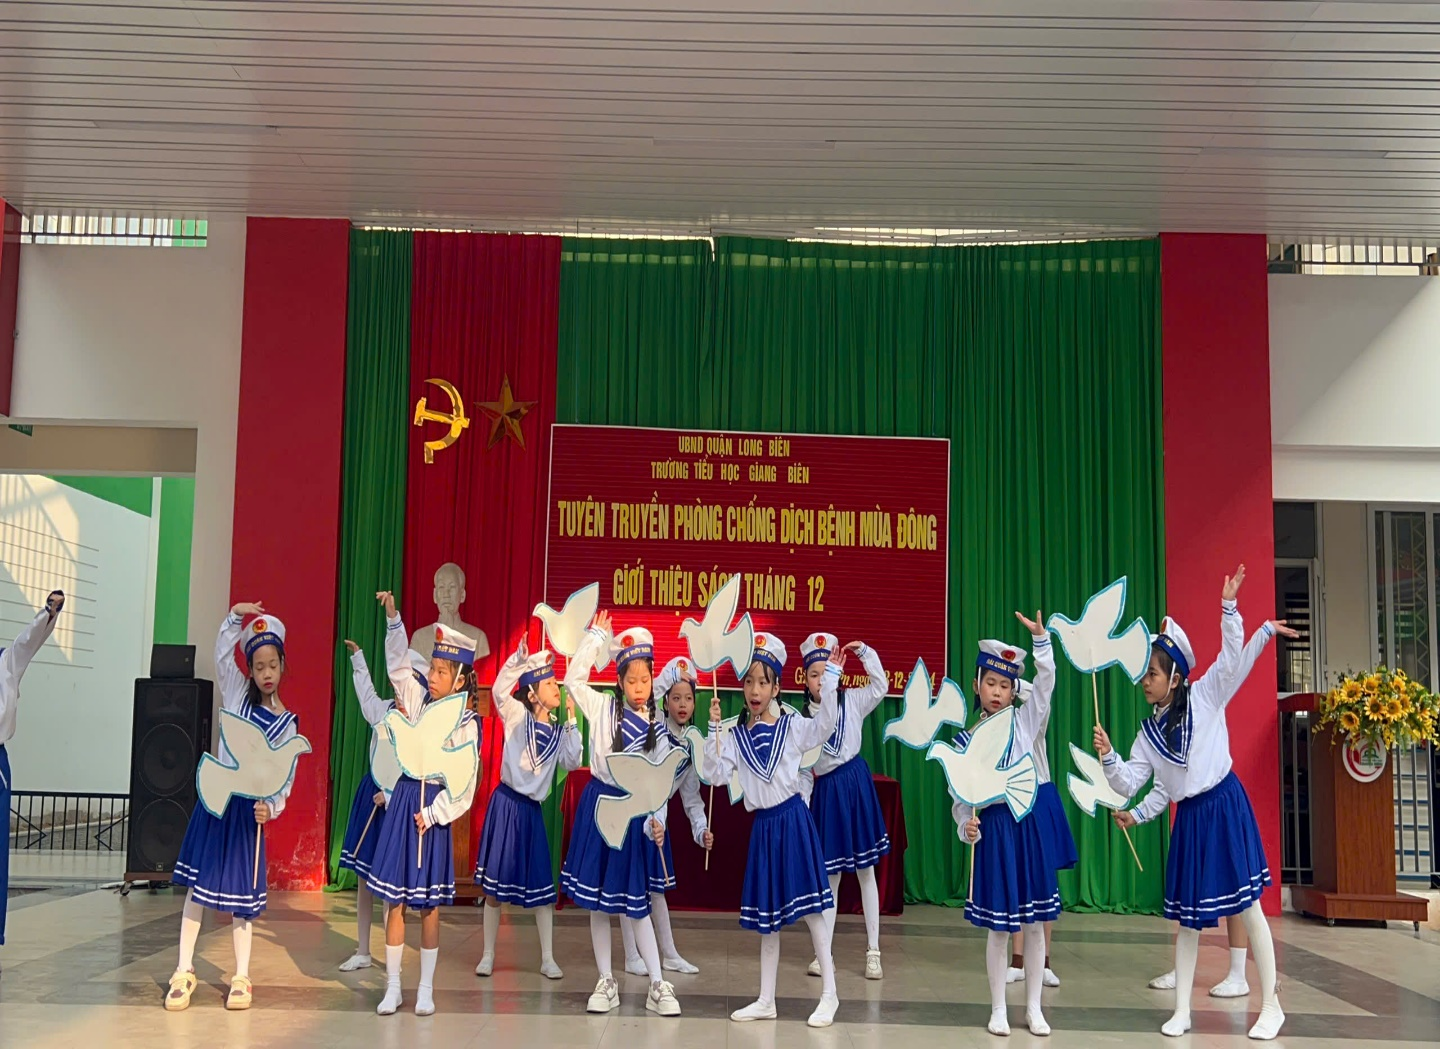 UBND QUẬN LONG BIÊN
TRƯỜNG TIỂU HỌC GIANG BIÊN
TUYÊN TRUYỀN PHÒNG CHỐNG DỊCH BỆNH MÙA ĐÔNG
GIỚI THIỆU SÁCH THÁNG 12